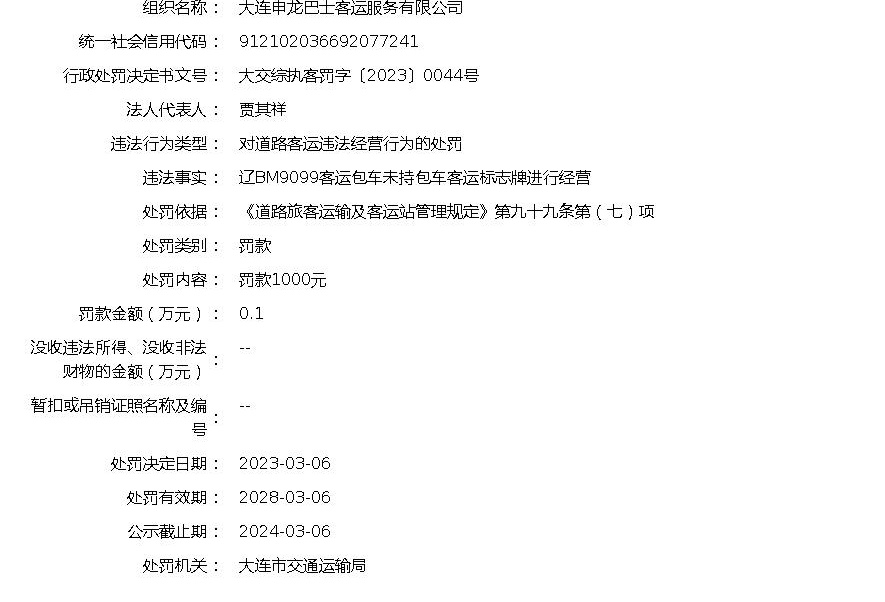 组织名称： 大连申龙巴士客运服务有限公司
统一社会信用代码： 912102036692077241
行政处罚决定书文号： 大交综执客罚字〔2023〕0044号
法人代表人： 贾其祥
违法行为类型： 对道路客运违法经营行为的处罚
违法事实： 辽BM9099客运包车未持包车客运标志牌进行经营
处罚依据： 《道路旅客运输及客运站管理规定》第九十九条第（七）项
处罚类别： 罚款
处罚内容： 罚款1000元
罚款金额（万元）： 0.1
没收违法所得、没收非法
财物的金额（万元）： --
暂扣或吊销证照名称及编
号： --
处罚决定日期： 2023-03-06
处罚有效期： 2028-03-06
公示截止期： 2024-03-06
处罚机关： 大连市交通运输局